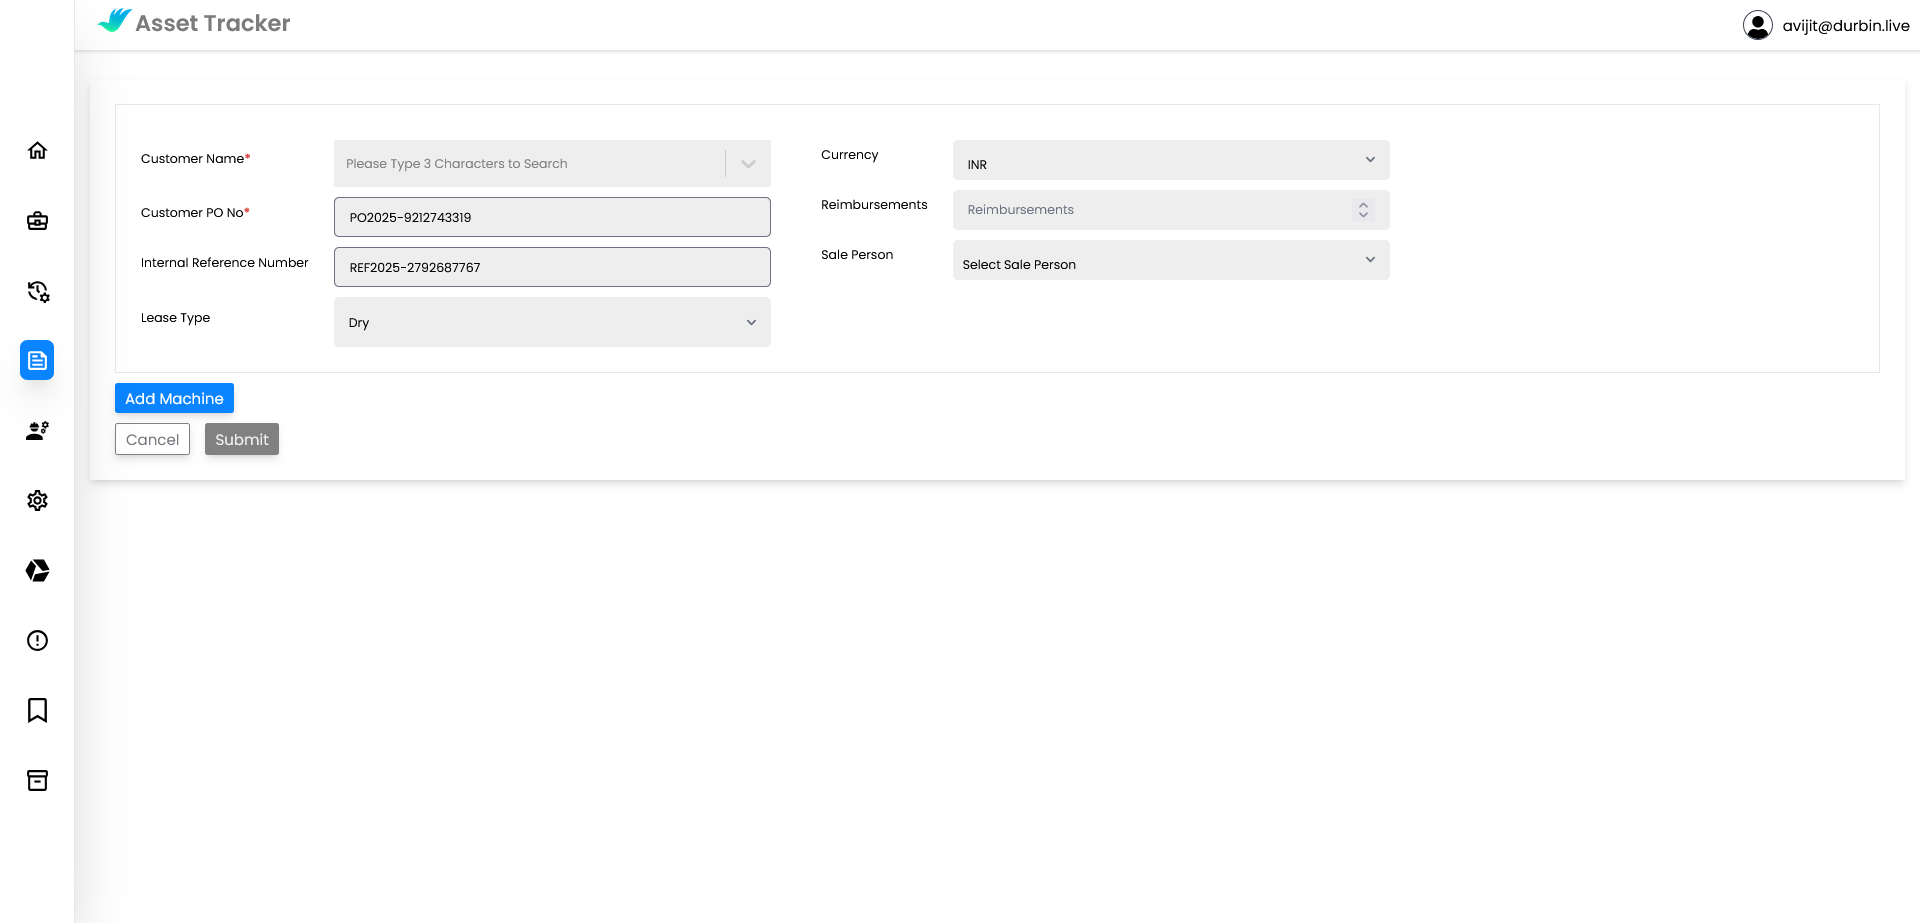 Asset Tracker
avijit@durbin.live
Customer Name*
Please Type 3 Characters to Search
Customer PO No*
PO2025-9212743319
Internal Reference Number
REF2025-2792687767
Lease Type
Dry
Currency
INR
Reimbursements
Reimbursements
Sale Person
Select Sale Person
Add Machine
Cancel
Submit